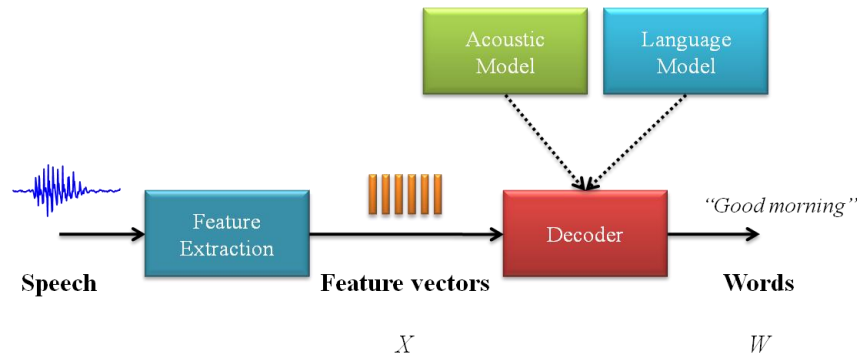 Acoustic
Model
Language
Model
Feature
Extraction
Decoder
“Good morning”
Speech
Feature vectors
Words
X
W